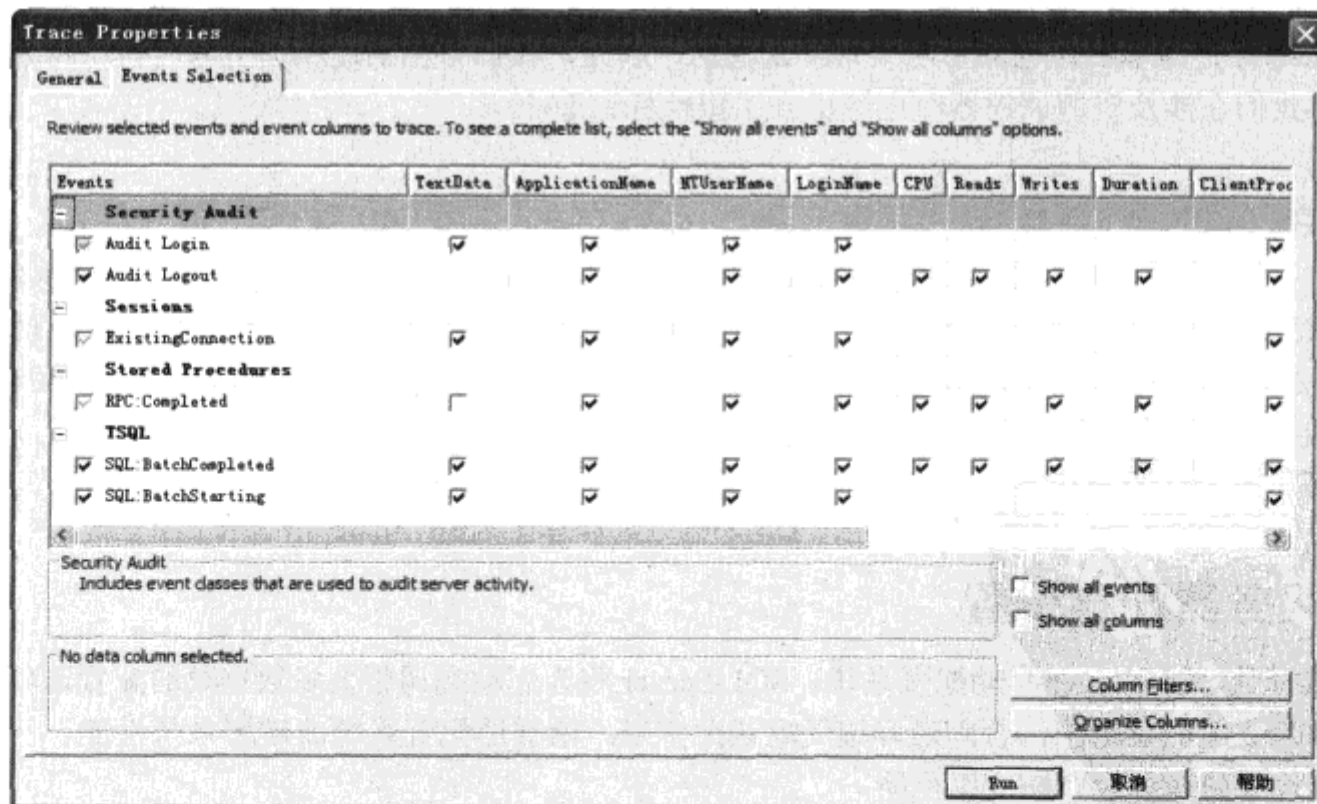 Trace Properties
General Events Selection
Review selected events and event columns to trace. To see a complete list, select the "Show all events" and "Show all columns" options.
Events TextData ApplicationName NTUserName LoginName CPU Reads Writes Duration ClientProc
Security Audit
Audit Login
Audit Logout
Sessions
ExistingConnection
Stored Procedures
RPC:Completed
TSQL
SQL:BatchCompleted
SQL:BatchStarting
Security Audit
Includes event classes that are used to audit server activity.
Show all events
Show all columns
No data column selected.
Column Filters...
Organize Columns...
Run 取消 帮助